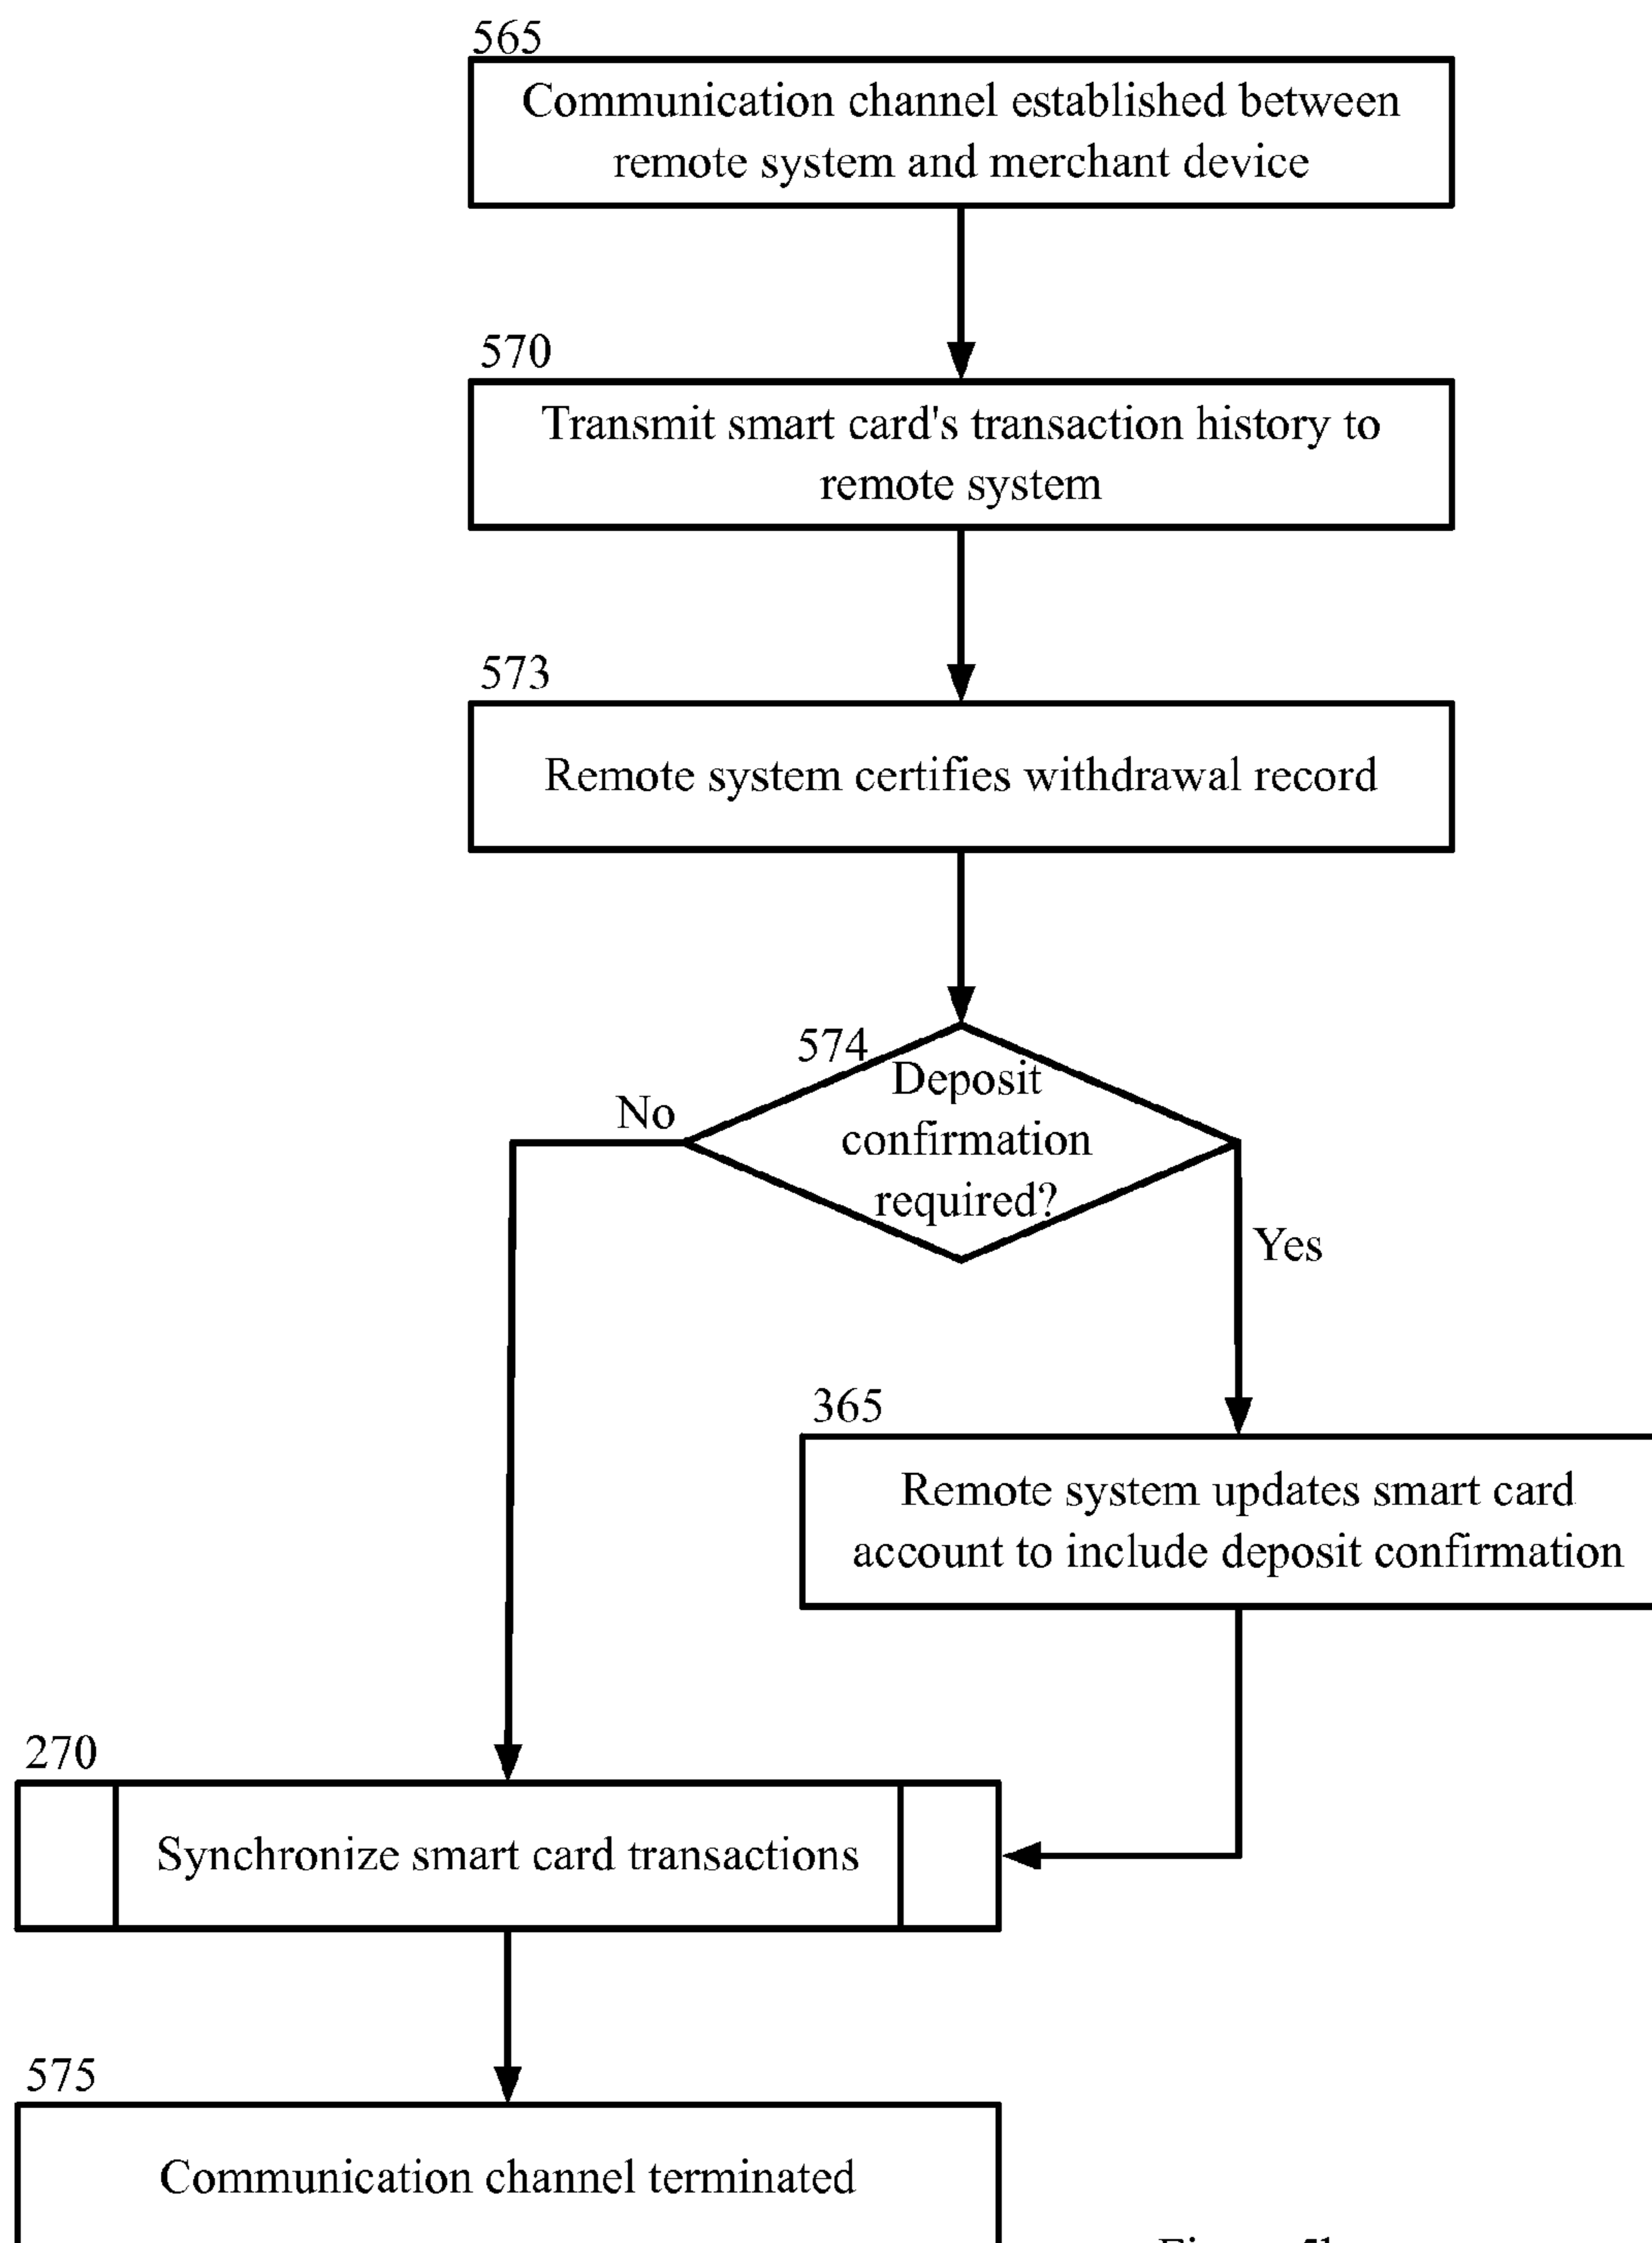 565
Communication channel established between
remote system and merchant device
570
Transmit smart card's transaction history to
remote system
573
Remote system certifies withdrawal record
574
Deposit
confirmation
required?
No
Yes
365
Remote system updates smart card
account to include deposit confirmation
270
Synchronize smart card transactions
575
Communication channel terminated